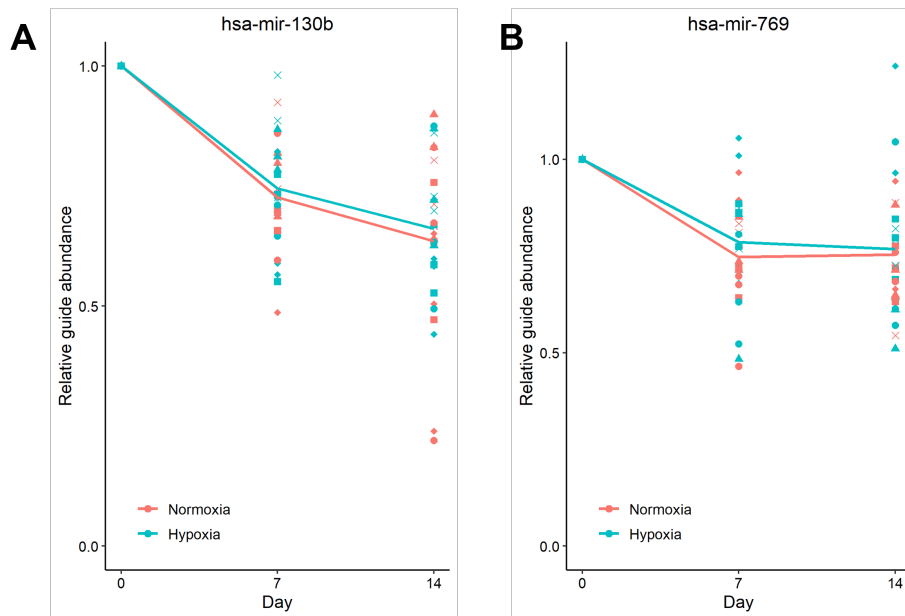 A
hsa-mir-130b
Relative guide abundance
1.0
0.5
0.0
Normoxia
Hypoxia
0
7
14
Day
B
hsa-mir-769
Relative guide abundance
1.0
0.5
0.0
Normoxia
Hypoxia
0
7
14
Day